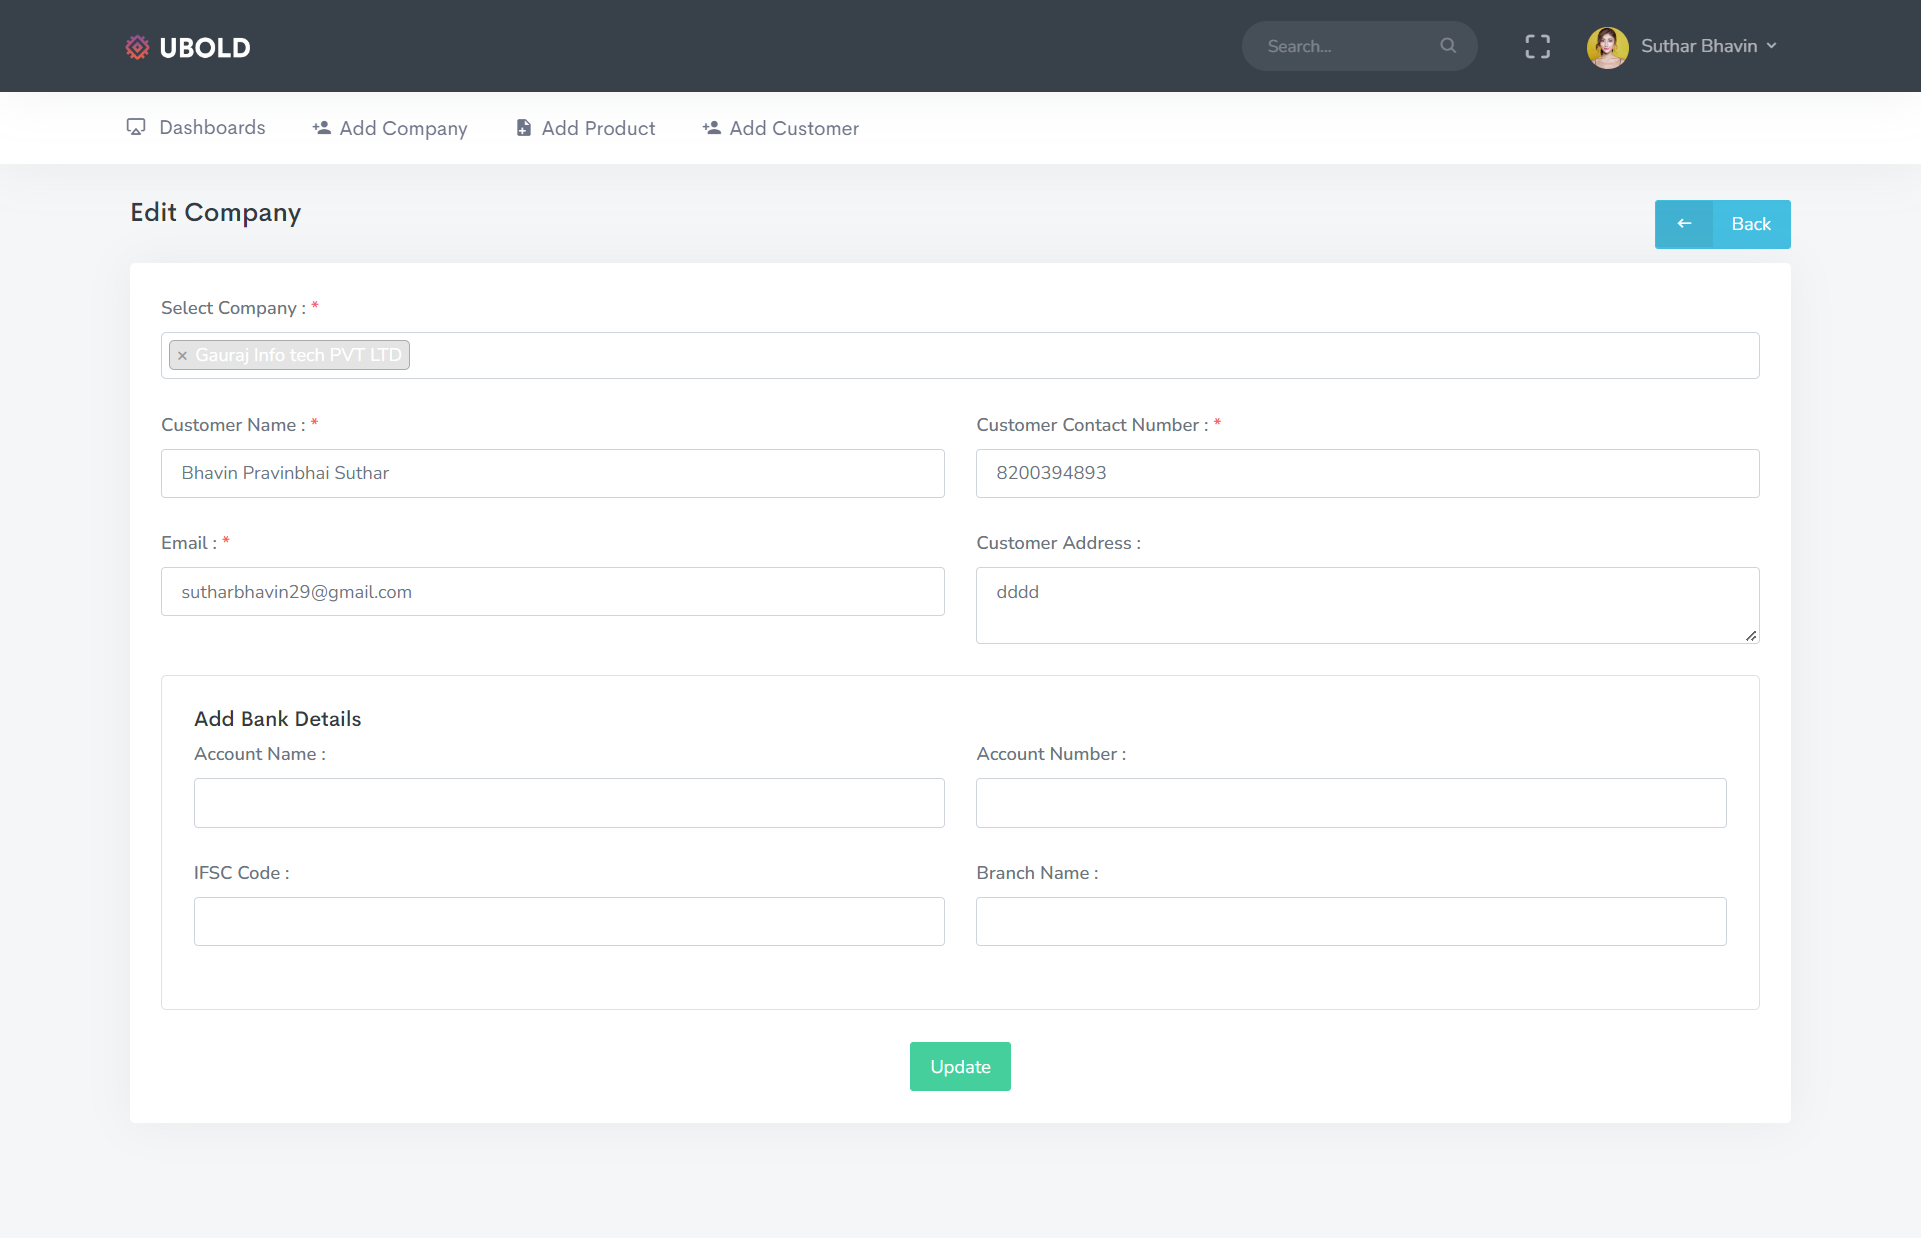 UBOLD
Search...
Suthar Bhavin
Dashboards
Add Company
Add Product
Add Customer
Edit Company
Back
Select Company : *
× Gauraj Info tech PVT LTD
Customer Name : *
Customer Contact Number : *
Bhavin Pravinbhai Suthar
8200394893
Email : *
Customer Address :
sutharbhavin29@gmail.com
dddd
Add Bank Details
Account Name :
Account Number :
IFSC Code :
Branch Name :
Update